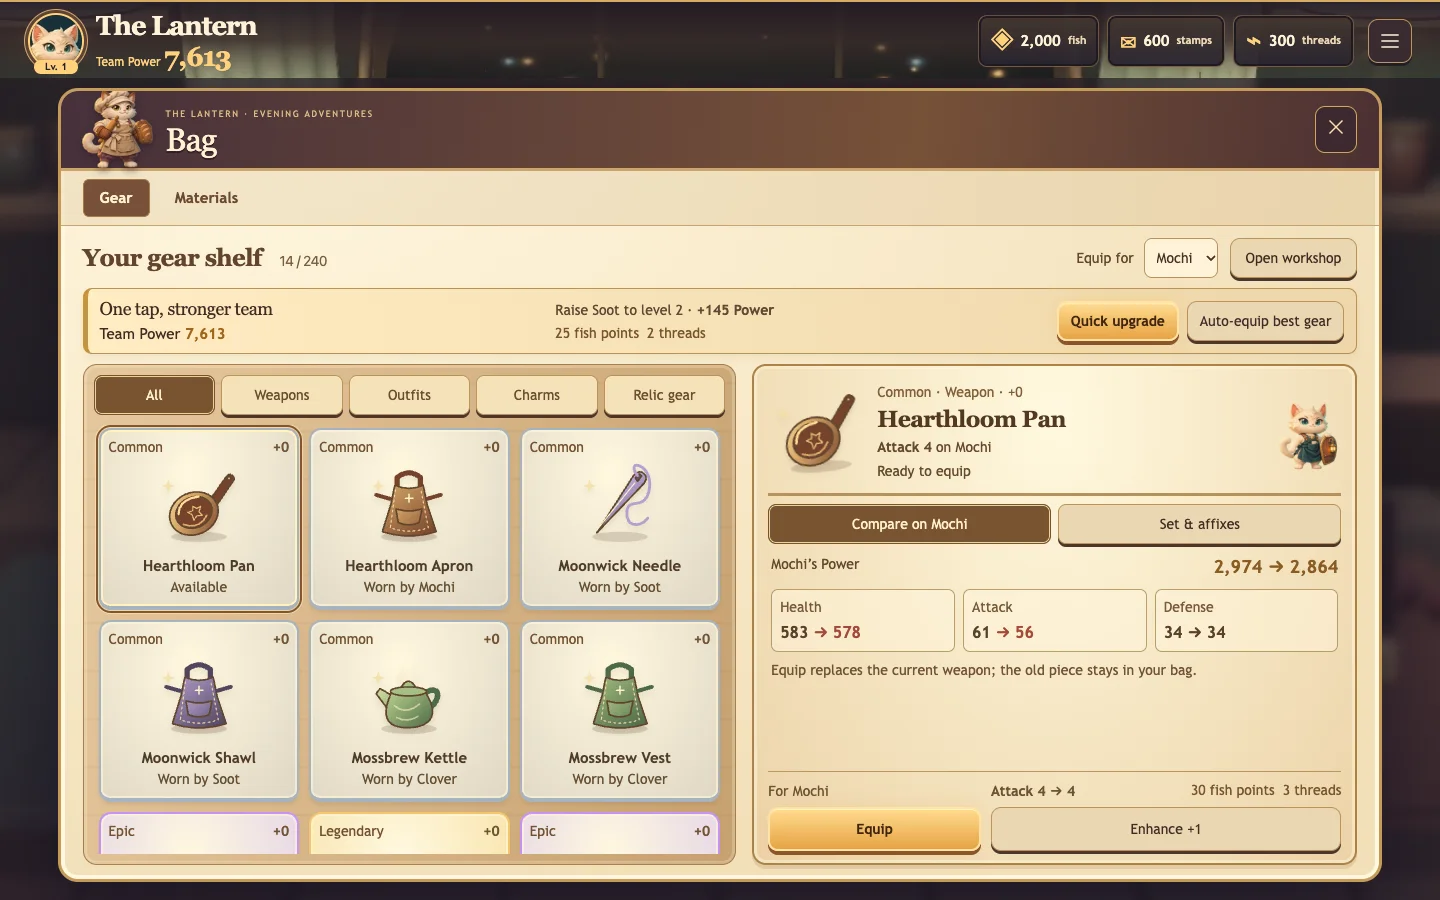 The Lantern
Team Power 7,613
Lv. 1
2,000 fish
600 stamps
300 threads
THE LANTERN · EVENING ADVENTURES
Bag
Gear
Materials
Your gear shelf 14 / 240
Equip for Mochi
Open workshop
One tap, stronger team
Team Power 7,613
Raise Soot to level 2 · +145 Power
25 fish points 2 threads
Quick upgrade
Auto-equip best gear
All
Weapons
Outfits
Charms
Relic gear
Common +0
Hearthloom Pan
Available
Common +0
Hearthloom Apron
Worn by Mochi
Common +0
Moonwick Needle
Worn by Soot
Common +0
Moonwick Shawl
Worn by Soot
Common +0
Mossbrew Kettle
Worn by Clover
Common +0
Mossbrew Vest
Worn by Clover
Epic +0
Legendary +0
Epic +0
Common · Weapon · +0
Hearthloom Pan
Attack 4 on Mochi
Ready to equip
Compare on Mochi
Set & affixes
Mochi's Power 2,974 → 2,864
Health
583 → 578
Attack
61 → 56
Defense
34 → 34
Equip replaces the current weapon; the old piece stays in your bag.
For Mochi
Equip
Attack 4 → 4
30 fish points 3 threads
Enhance +1